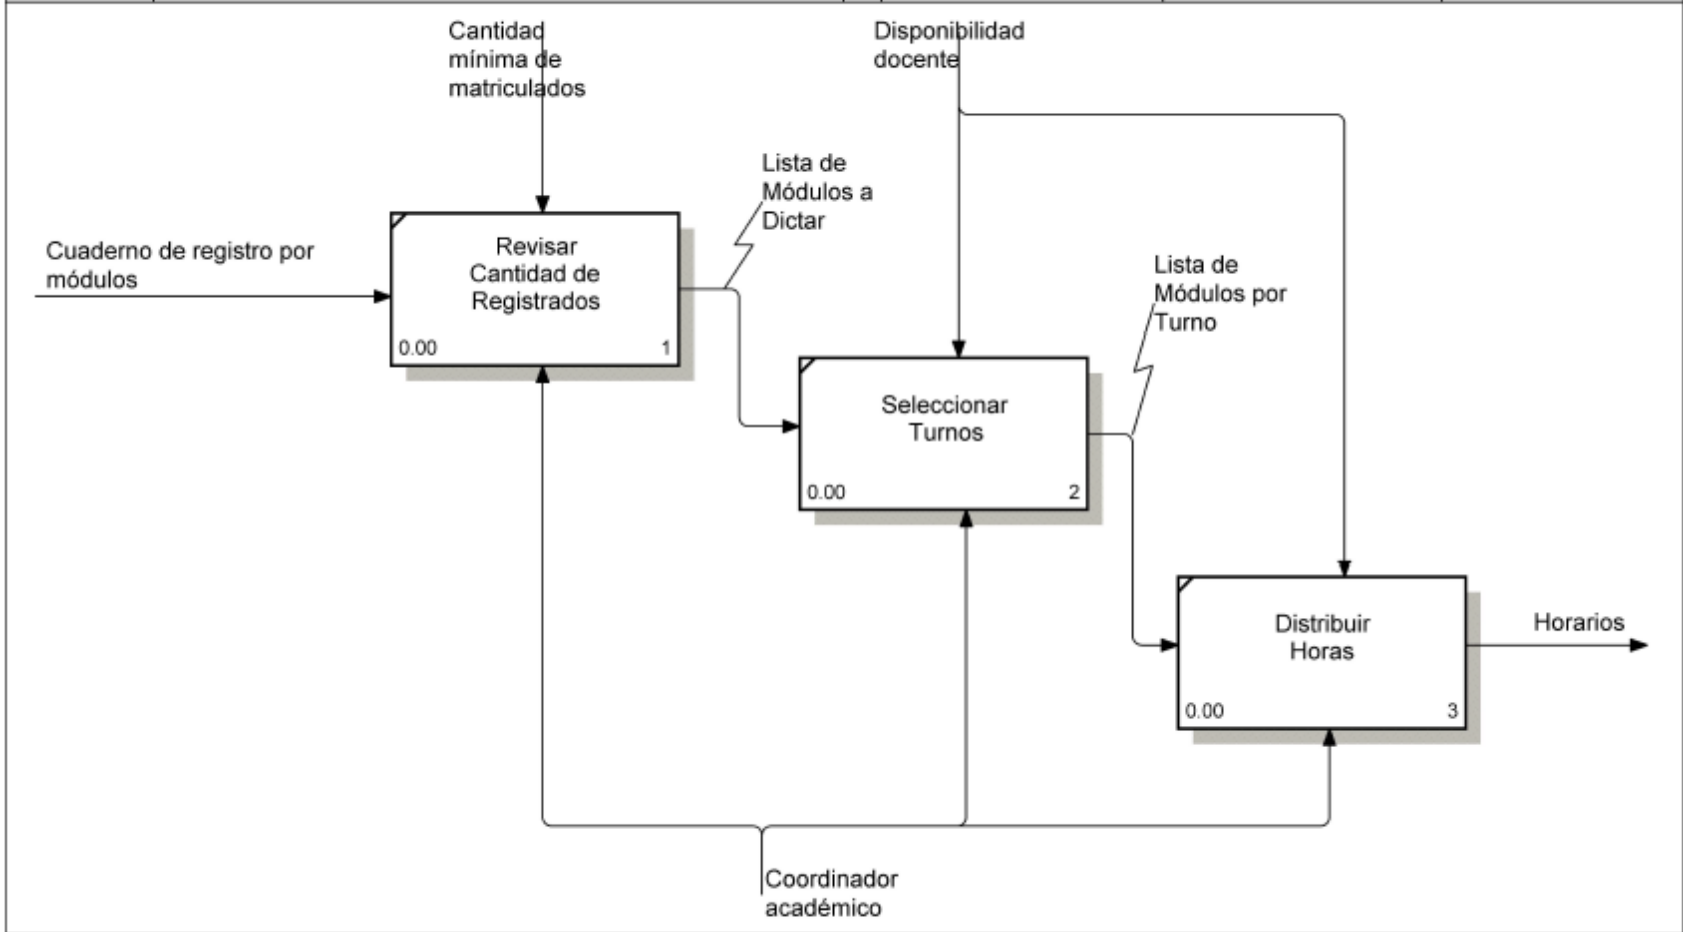 Cantidad
mínima de
matriculados
Disponibilidad
docente
Lista de
Módulos a
Dictar
Cuaderno de registro por
módulos
Revisar
Cantidad de
Registrados
0.00
1
Lista de
Módulos por
Turno
Seleccionar
Turnos
0.00
2
Distribuir
Horas
0.00
3
Horarios
Coordinador
académico